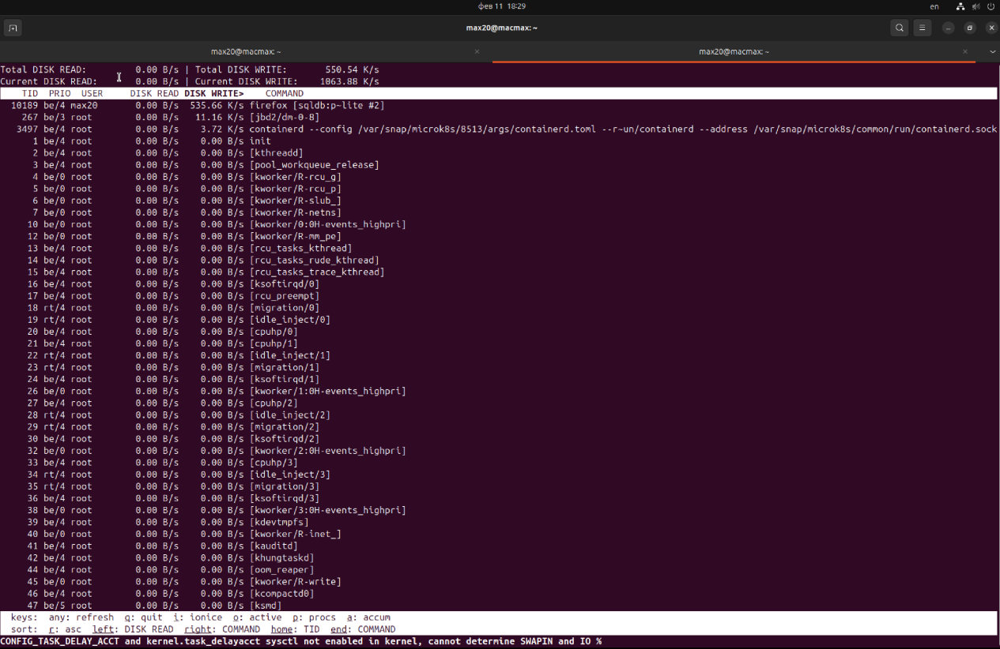 фев 11 18:29
en
max20@macmax: ~
max20@macmax: ~ max20@macmax: ~
Total DISK READ: 0.00 B/s | Total DISK WRITE: 550.54 K/s
Current DISK READ: 0.00 B/s | Current DISK WRITE: 1063.88 K/s
TID PRIO USER DISK READ DISK WRITE> COMMAND
10189 be/4 max20 0.00 B/s 535.66 K/s firefox [sqldb:p~lite #2]
267 be/3 root 0.00 B/s 11.16 K/s [jbd2/dm-0-8]
3497 be/4 root 0.00 B/s 3.72 K/s containerd --config /var/snap/microk8s/8513/args/containerd.toml --r~un/containerd --address /var/snap/microk8s/common/run/containerd.sock
1 be/4 root 0.00 B/s 0.00 B/s init
2 be/4 root 0.00 B/s 0.00 B/s [kthreadd]
3 be/4 root 0.00 B/s 0.00 B/s [pool_workqueue_release]
4 be/0 root 0.00 B/s 0.00 B/s [kworker/R-rcu_g]
5 be/0 root 0.00 B/s 0.00 B/s [kworker/R-rcu_p]
6 be/0 root 0.00 B/s 0.00 B/s [kworker/R-slub_]
7 be/0 root 0.00 B/s 0.00 B/s [kworker/R-netns]
10 be/0 root 0.00 B/s 0.00 B/s [kworker/0:0H-events_highpri]
12 be/0 root 0.00 B/s 0.00 B/s [kworker/R-mm_pe]
13 be/4 root 0.00 B/s 0.00 B/s [rcu_tasks_kthread]
14 be/4 root 0.00 B/s 0.00 B/s [rcu_tasks_rude_kthread]
15 be/4 root 0.00 B/s 0.00 B/s [rcu_tasks_trace_kthread]
16 be/4 root 0.00 B/s 0.00 B/s [ksoftirqd/0]
17 be/4 root 0.00 B/s 0.00 B/s [rcu_preempt]
18 rt/4 root 0.00 B/s 0.00 B/s [migration/0]
19 rt/4 root 0.00 B/s 0.00 B/s [idle_inject/0]
20 be/4 root 0.00 B/s 0.00 B/s [cpuhp/0]
21 be/4 root 0.00 B/s 0.00 B/s [cpuhp/1]
22 rt/4 root 0.00 B/s 0.00 B/s [idle_inject/1]
23 rt/4 root 0.00 B/s 0.00 B/s [migration/1]
24 be/4 root 0.00 B/s 0.00 B/s [ksoftirqd/1]
26 be/0 root 0.00 B/s 0.00 B/s [kworker/1:0H-events_highpri]
27 be/4 root 0.00 B/s 0.00 B/s [cpuhp/2]
28 rt/4 root 0.00 B/s 0.00 B/s [idle_inject/2]
29 rt/4 root 0.00 B/s 0.00 B/s [migration/2]
30 be/4 root 0.00 B/s 0.00 B/s [ksoftirqd/2]
32 be/0 root 0.00 B/s 0.00 B/s [kworker/2:0H-events_highpri]
33 be/4 root 0.00 B/s 0.00 B/s [cpuhp/3]
34 rt/4 root 0.00 B/s 0.00 B/s [idle_inject/3]
35 rt/4 root 0.00 B/s 0.00 B/s [migration/3]
36 be/4 root 0.00 B/s 0.00 B/s [ksoftirqd/3]
38 be/0 root 0.00 B/s 0.00 B/s [kworker/3:0H-events_highpri]
39 be/4 root 0.00 B/s 0.00 B/s [kdevtmpfs]
40 be/0 root 0.00 B/s 0.00 B/s [kworker/R-inet_]
41 be/4 root 0.00 B/s 0.00 B/s [kauditd]
42 be/4 root 0.00 B/s 0.00 B/s [khungtaskd]
44 be/4 root 0.00 B/s 0.00 B/s [oom_reaper]
45 be/0 root 0.00 B/s 0.00 B/s [kworker/R-write]
46 be/4 root 0.00 B/s 0.00 B/s [kcompactd0]
47 be/5 root 0.00 B/s 0.00 B/s [ksmd]
keys: any: refresh q: quit i: ionice o: active p: procs a: accum
sort: r: asc left: DISK READ right: COMMAND home: TID end: COMMAND
CONFIG_TASK_DELAY_ACCT and kernel.task_delayacct sysctl not enabled in kernel, cannot determine SWAPIN and IO %